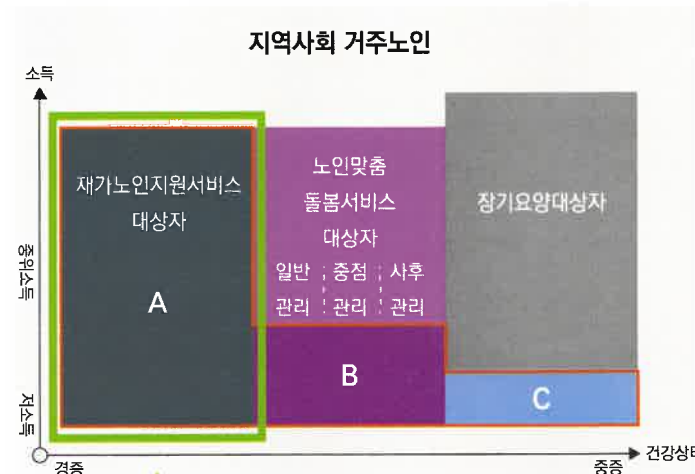 지역사회 거주노인
소득
중위소득
저소득
재가노인지원서비스
대상자
A
노인맞춤
돌봄서비스
대상자
일반 중점 사후
관리 관리 관리
B
장기요양대상자
C
경증
중증
건강상태